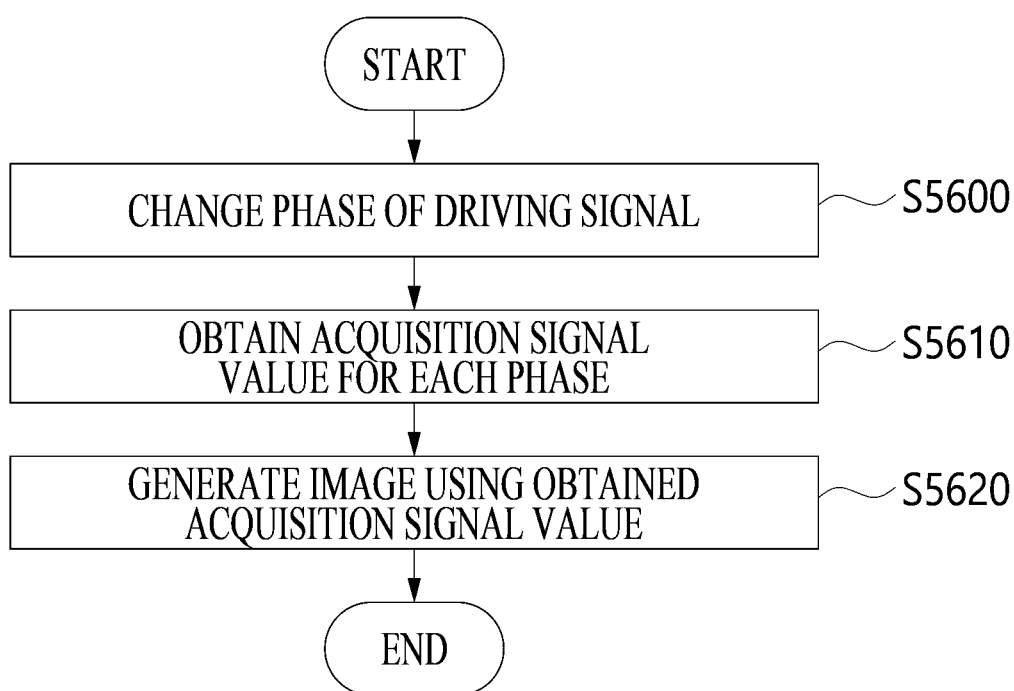 START
CHANGE PHASE OF DRIVING SIGNAL
S5600
OBTAIN ACQUISITION SIGNAL
VALUE FOR EACH PHASE
S5610
GENERATE IMAGE USING OBTAINED
ACQUISITION SIGNAL VALUE
S5620
END